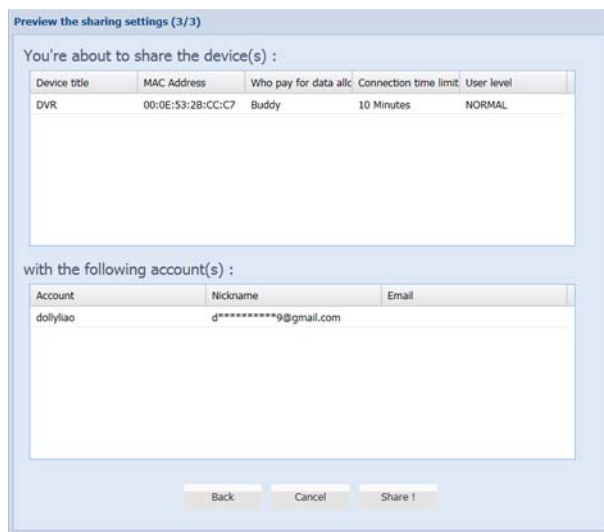 Preview the sharing settings (3/3)
You're about to share the device(s) :
Device title MAC Address Who pay for data allc Connection time limit User level
DVR 00:0E:53:2B:CC:C7 Buddy 10 Minutes NORMAL
with the following account(s) :
Account Nickname Email
dollyliao d**********9@gmail.com
Back Cancel Share !